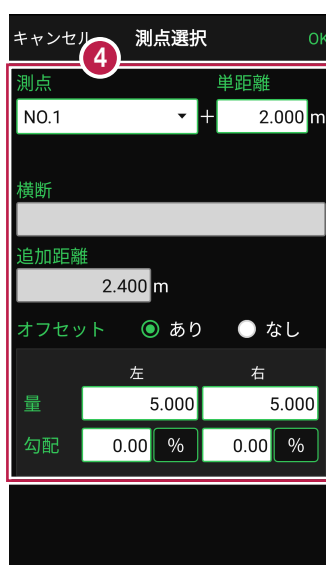 キャンセル 測点選択 OK
4
測点 単距離
NO.1 + 2.000 m
横断
追加距離
2.400 m
オフセット あり なし
左 右
量 5.000 5.000
勾配 0.00 % 0.00 %